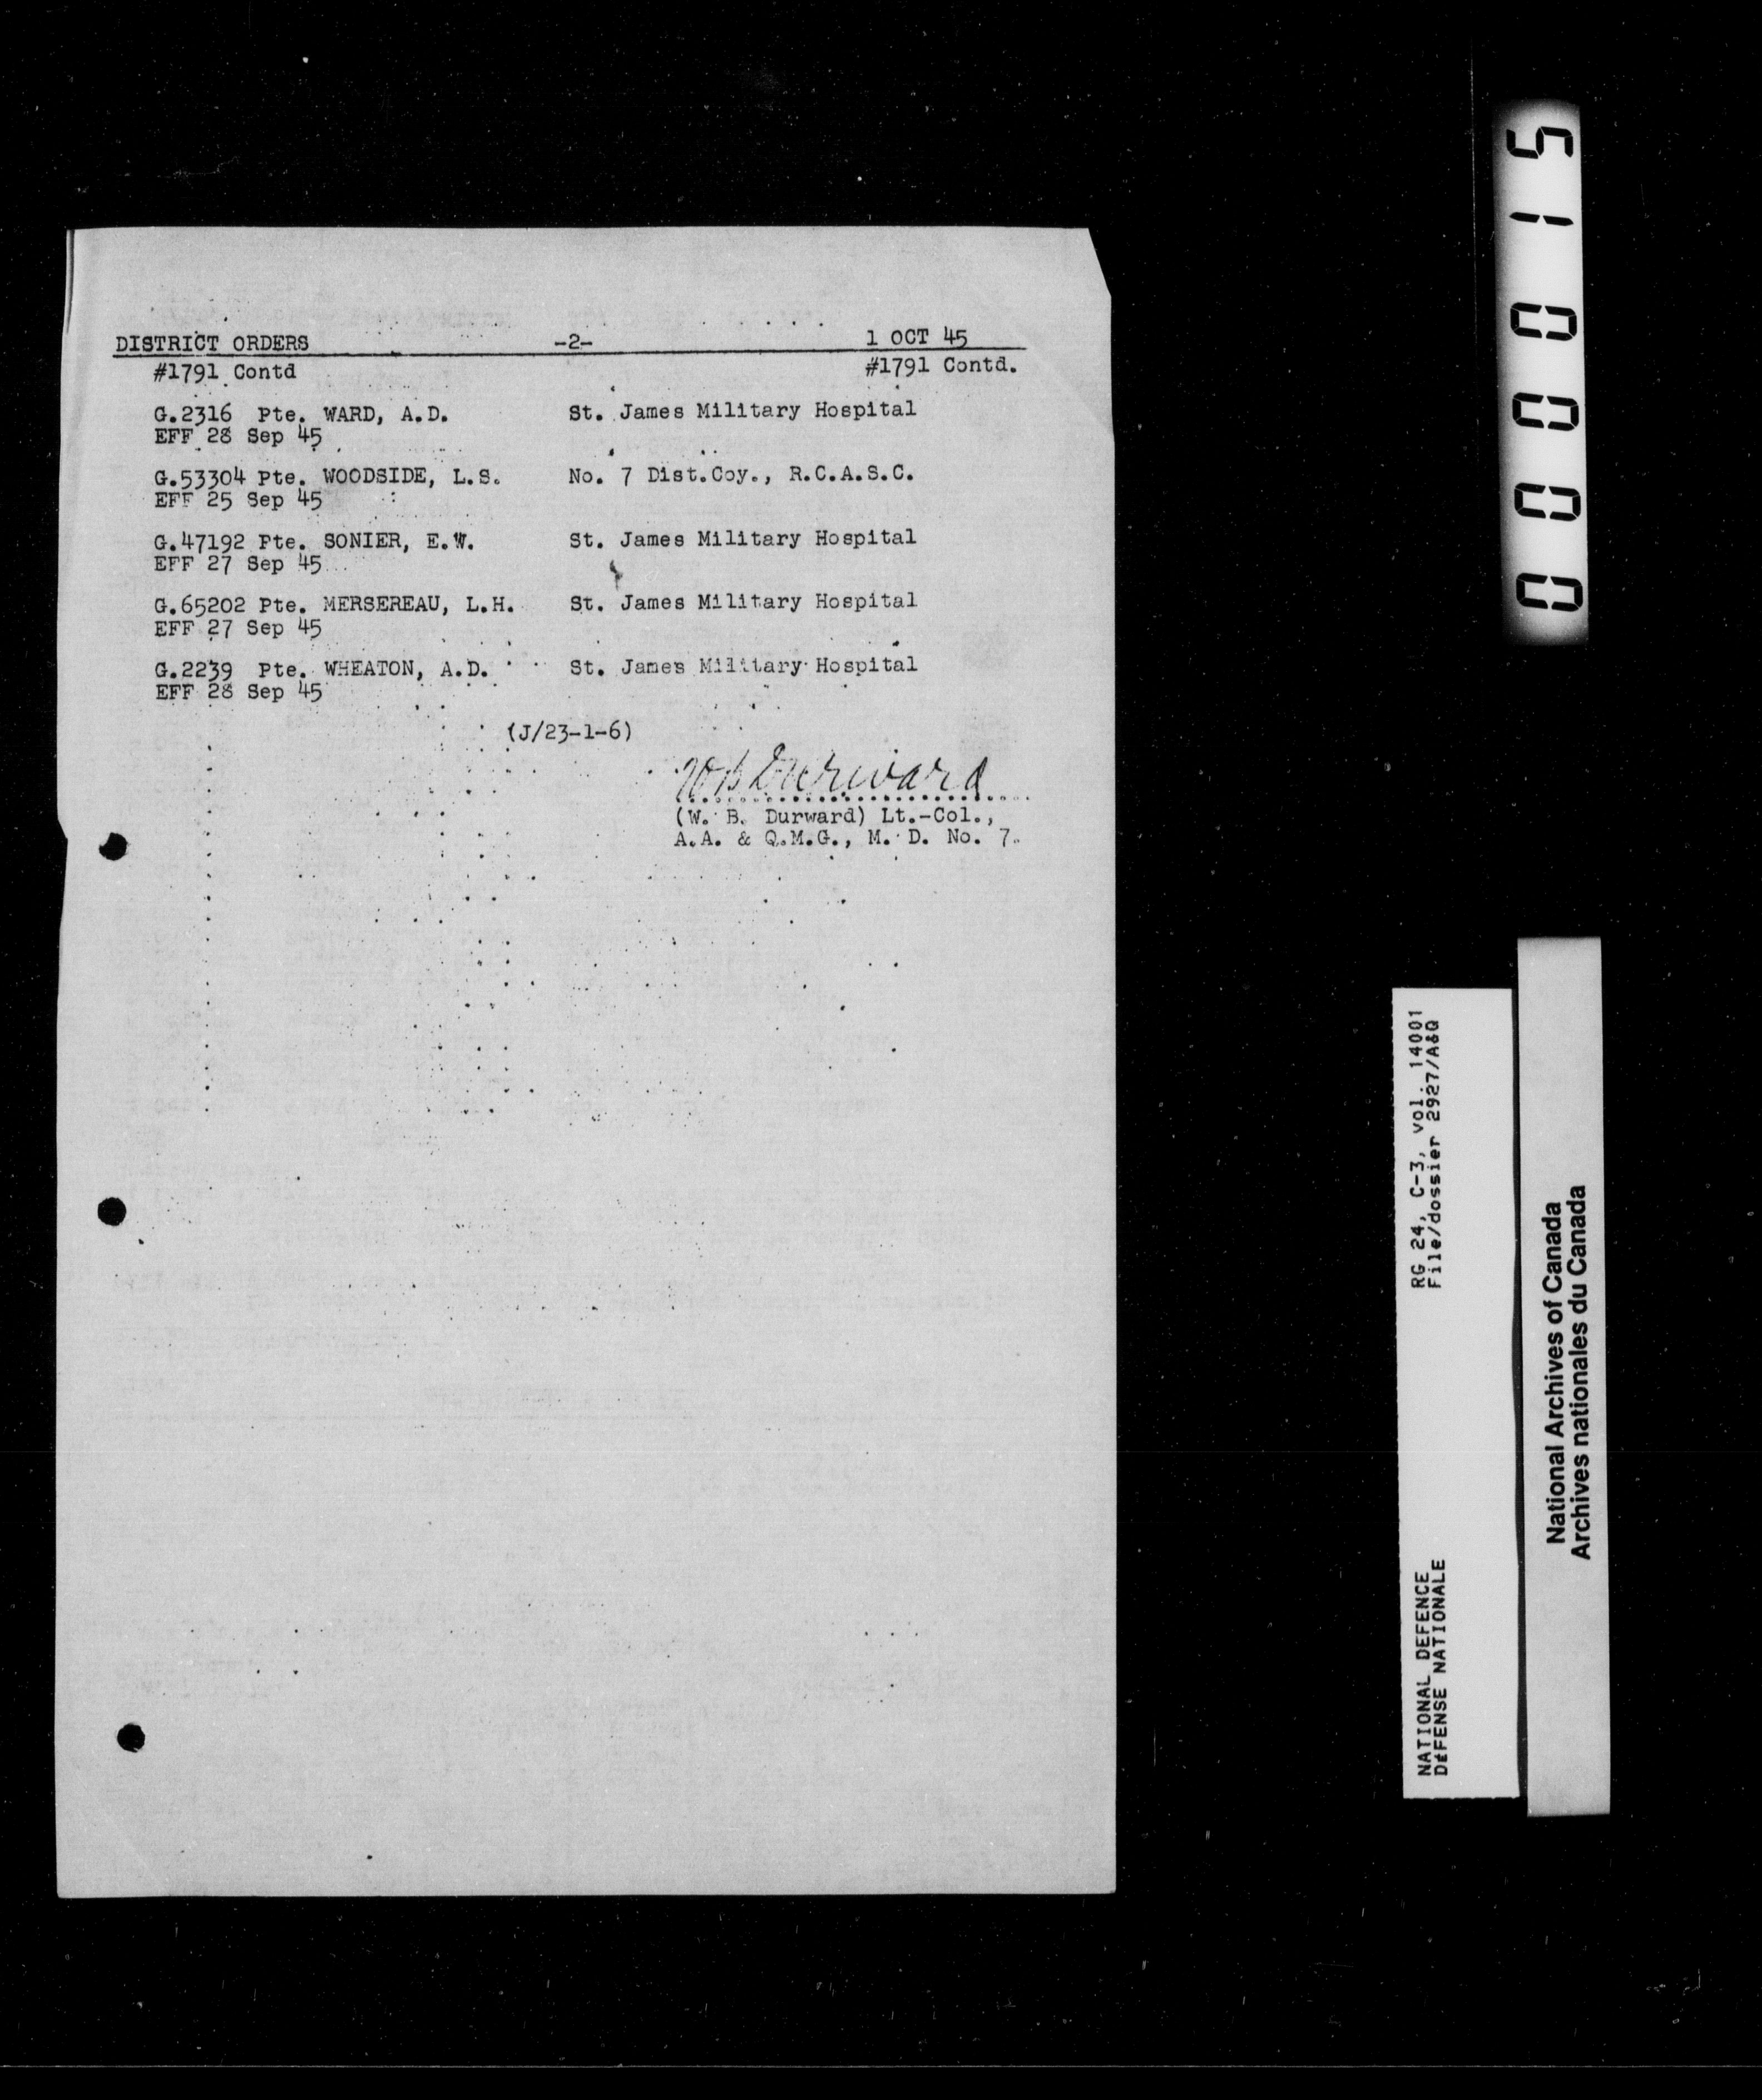 DISTRICT ORDERS -2- 1 OCT 45
#1791 Contd #1791 Contd.
G.2316 Pte. WARD, A.D. St. James Military Hospital
EFF 28 Sep 45
G.53304 Pte. WOODSIDE, L.S. No. 7 Dist.Coy., R.C.A.S.C.
EFF 25 Sep 45
G.47192 Pte. SONIER, E.W. St. James Military Hospital
EFF 27 Sep 45
G.65202 Pte. MERSEREAU, L.H. St. James Military Hospital
EFF 27 Sep 45
G.2239 Pte. WHEATON, A.D. St. James Military Hospital
EFF 28 Sep 45
(J/23-1-6)
W B Durward
(W. B. Durward) Lt.-Col.,
A.A. & Q.M.G., M. D. No. 7.
000015
NATIONAL DEFENCE RG 24, C-3, vol. 14001
DÉFENSE NATIONALE File/dossier 2927/A&Q
National Archives of Canada
Archives nationales du Canada